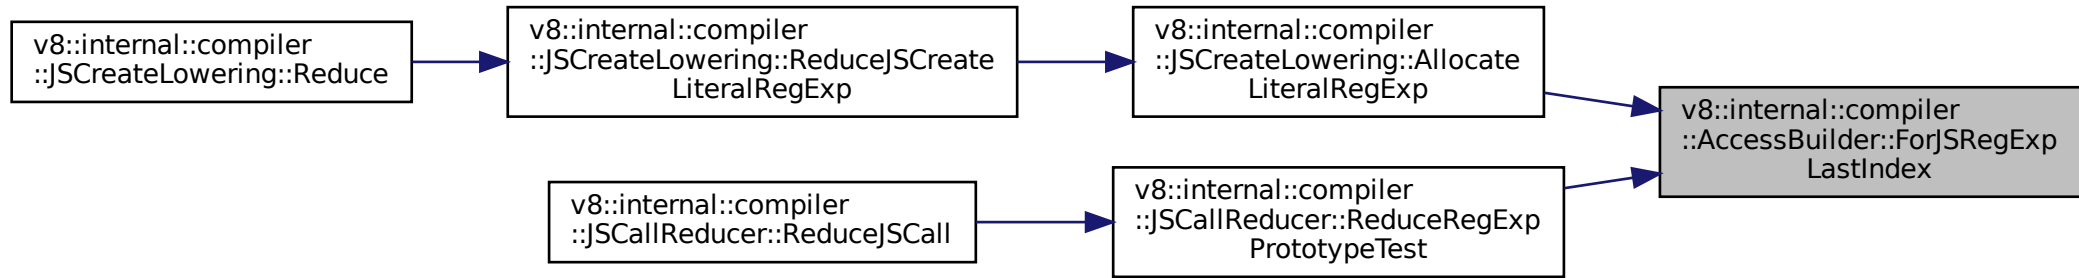 v8::internal::compiler
::JSCreateLowering::Reduce
v8::internal::compiler
::JSCreateLowering::ReduceJSCreate
LiteralRegExp
v8::internal::compiler
::JSCreateLowering::Allocate
LiteralRegExp
v8::internal::compiler
::AccessBuilder::ForJSRegExp
LastIndex
v8::internal::compiler
::JSCallReducer::ReduceJSCall
v8::internal::compiler
::JSCallReducer::ReduceRegExp
PrototypeTest